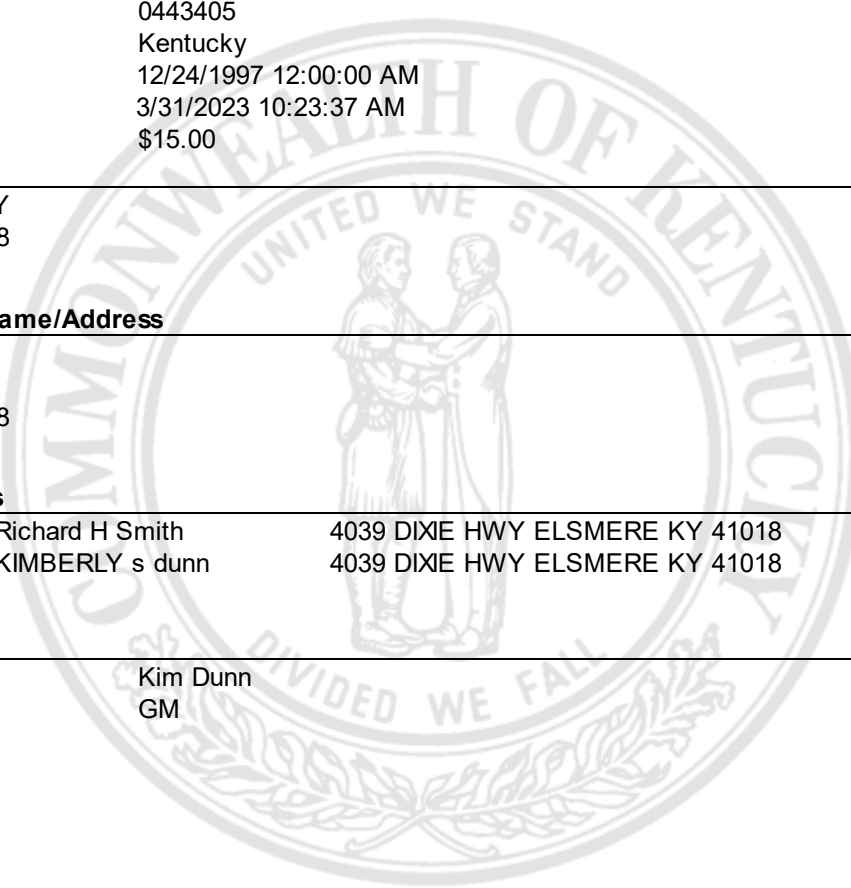 0443405
Kentucky
12/24/1997 12:00:00 AM
3/31/2023 10:23:37 AM
$15.00
Y
8
ame/Address
8
s
Richard H Smith 4039 DIXIE HWY ELSMERE KY 41018
KIMBERLY s dunn 4039 DIXIE HWY ELSMERE KY 41018
Kim Dunn
GM
COMMONWEALTH OF KENTUCKY
UNITED WE STAND
DIVIDED WE FALL